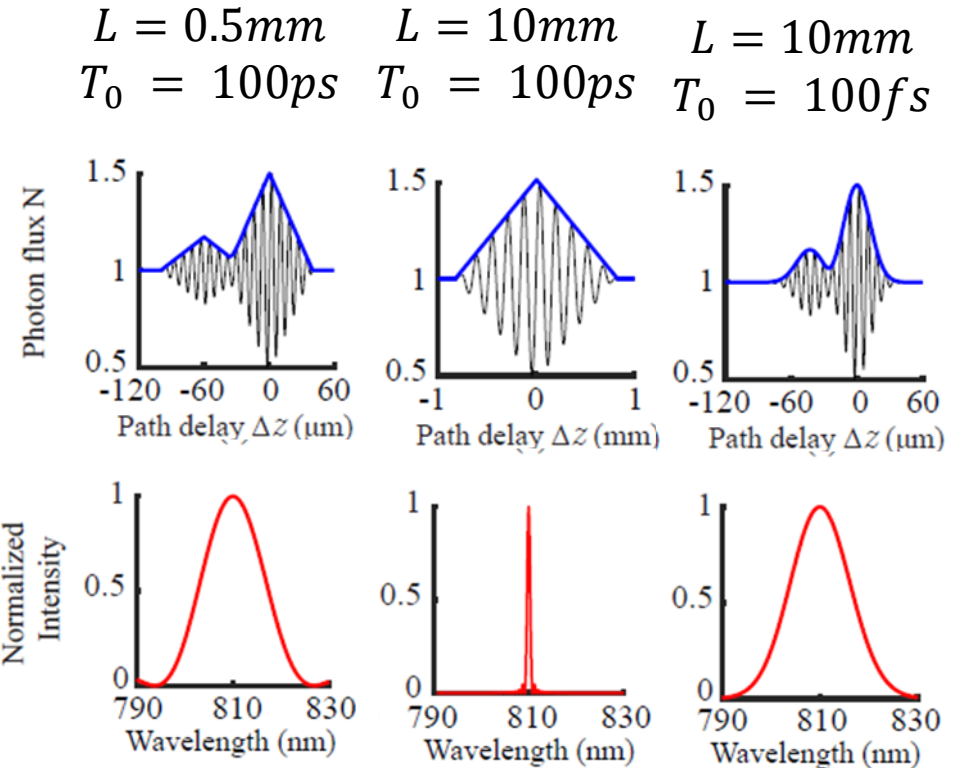 L = 0.5mm
T₀ = 100ps
L = 10mm
T₀ = 100ps
L = 10mm
T₀ = 100fs
Photon flux N
1.5
1
0.5
-120 -60 0 60
Path delay Δz (μm)
1.5
1
0.5
-1 0 1
Path delay Δz (mm)
1.5
1
0.5
-120 -60 0 60
Path delay Δz (μm)
Normalized
Intensity
1
0.5
0
790 810 830
Wavelength (nm)
1
0.5
0
790 810 830
Wavelength (nm)
1
0.5
0
790 810 830
Wavelength (nm)